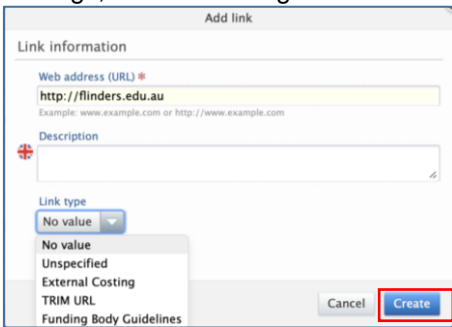 Add link
Link information
Web address (URL) *
http://flinders.edu.au
Example: www.example.com or http://www.example.com
Description
Link type
No value
No value
Unspecified
External Costing
TRIM URL
Funding Body Guidelines
Cancel Create